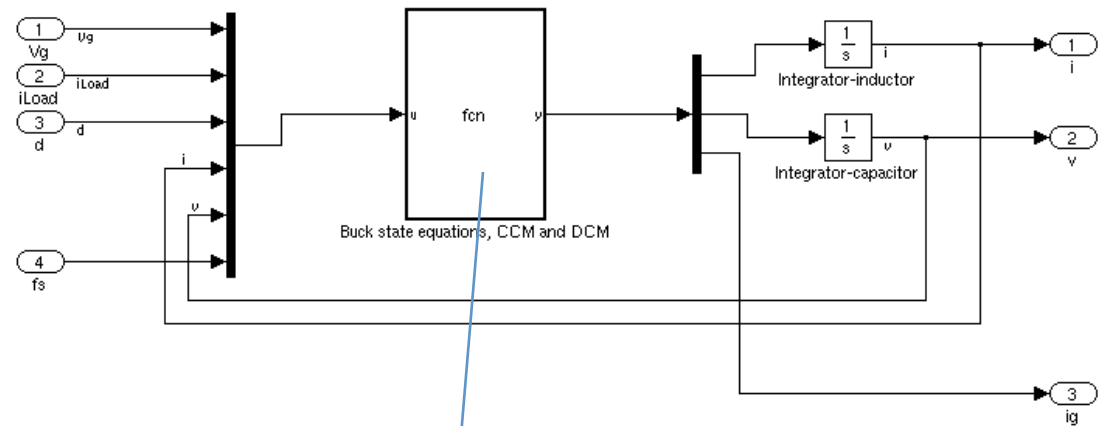 1
Vg
Vg
2
iLoad
iLoad
3
d
d
i
v
4
fs
u
fcn
y
Buck state equations, CCM and DCM
1
s
i
Integrator-inductor
1
s
v
Integrator-capacitor
1
i
2
v
3
ig